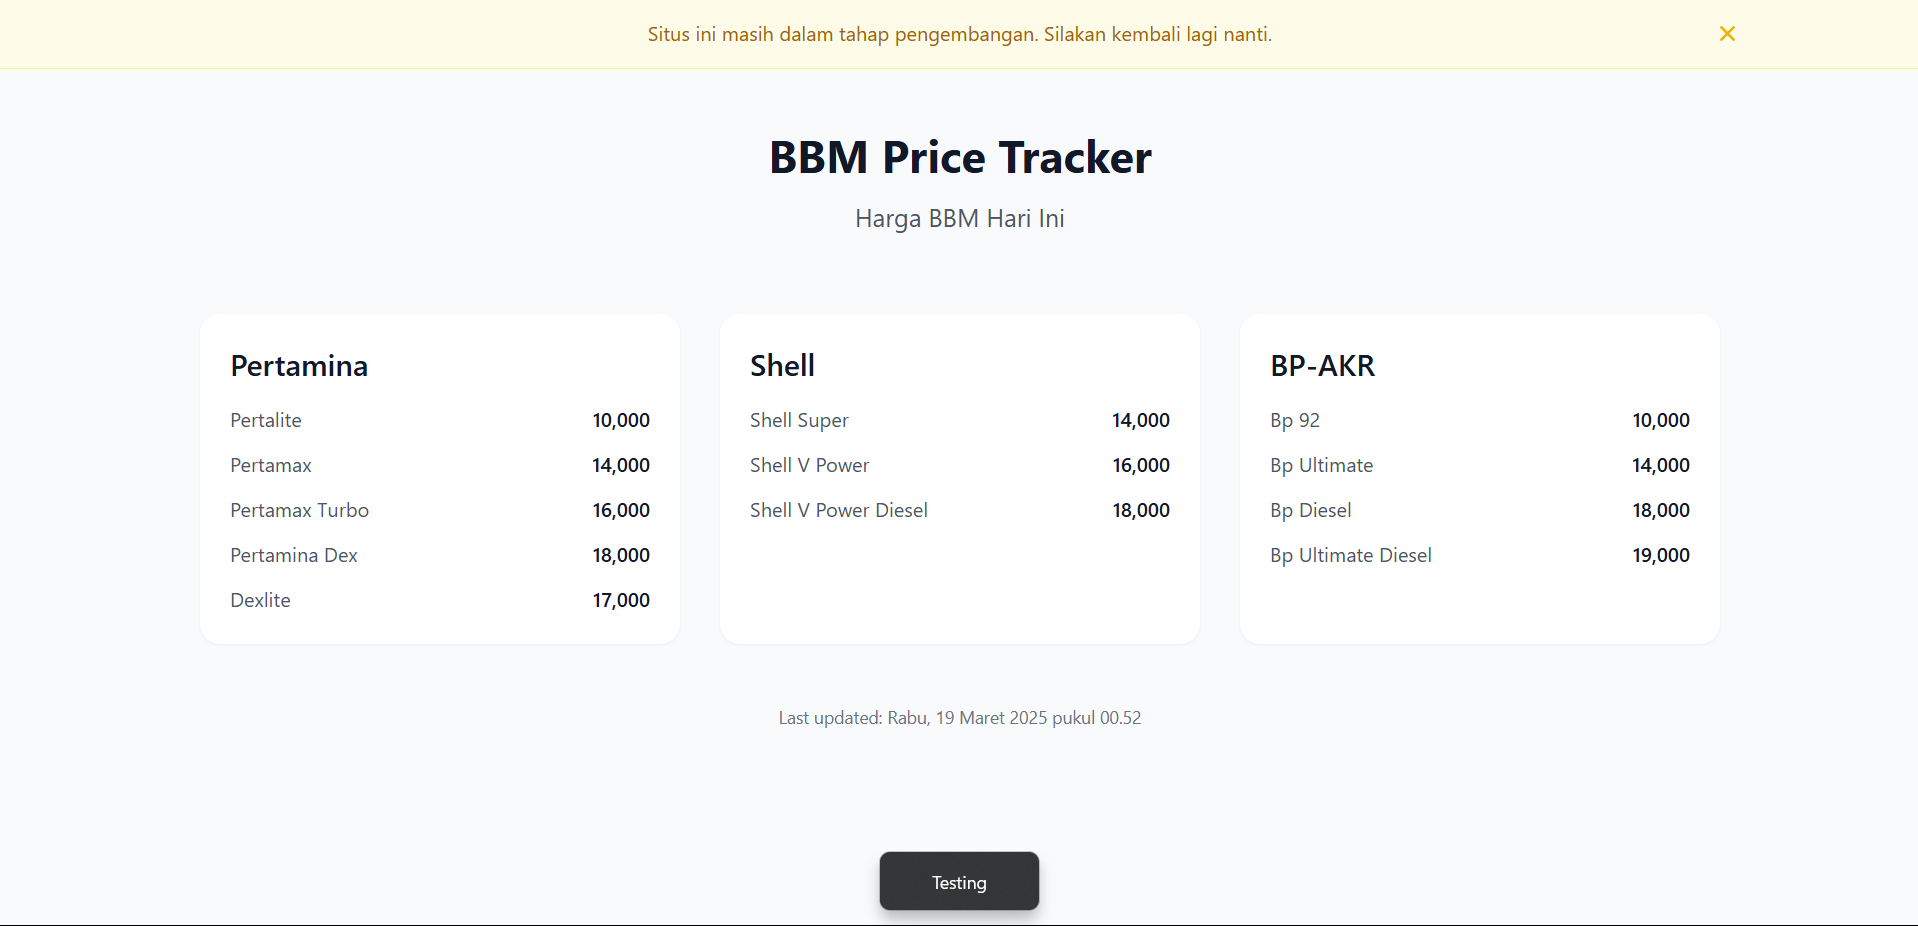 Situs ini masih dalam tahap pengembangan. Silakan kembali lagi nanti.
BBM Price Tracker
Harga BBM Hari Ini
Pertamina
Pertalite 10,000
Pertamax 14,000
Pertamax Turbo 16,000
Pertamina Dex 18,000
Dexlite 17,000
Shell
Shell Super 14,000
Shell V Power 16,000
Shell V Power Diesel 18,000
BP-AKR
Bp 92 10,000
Bp Ultimate 14,000
Bp Diesel 18,000
Bp Ultimate Diesel 19,000
Last updated: Rabu, 19 Maret 2025 pukul 00.52
Testing